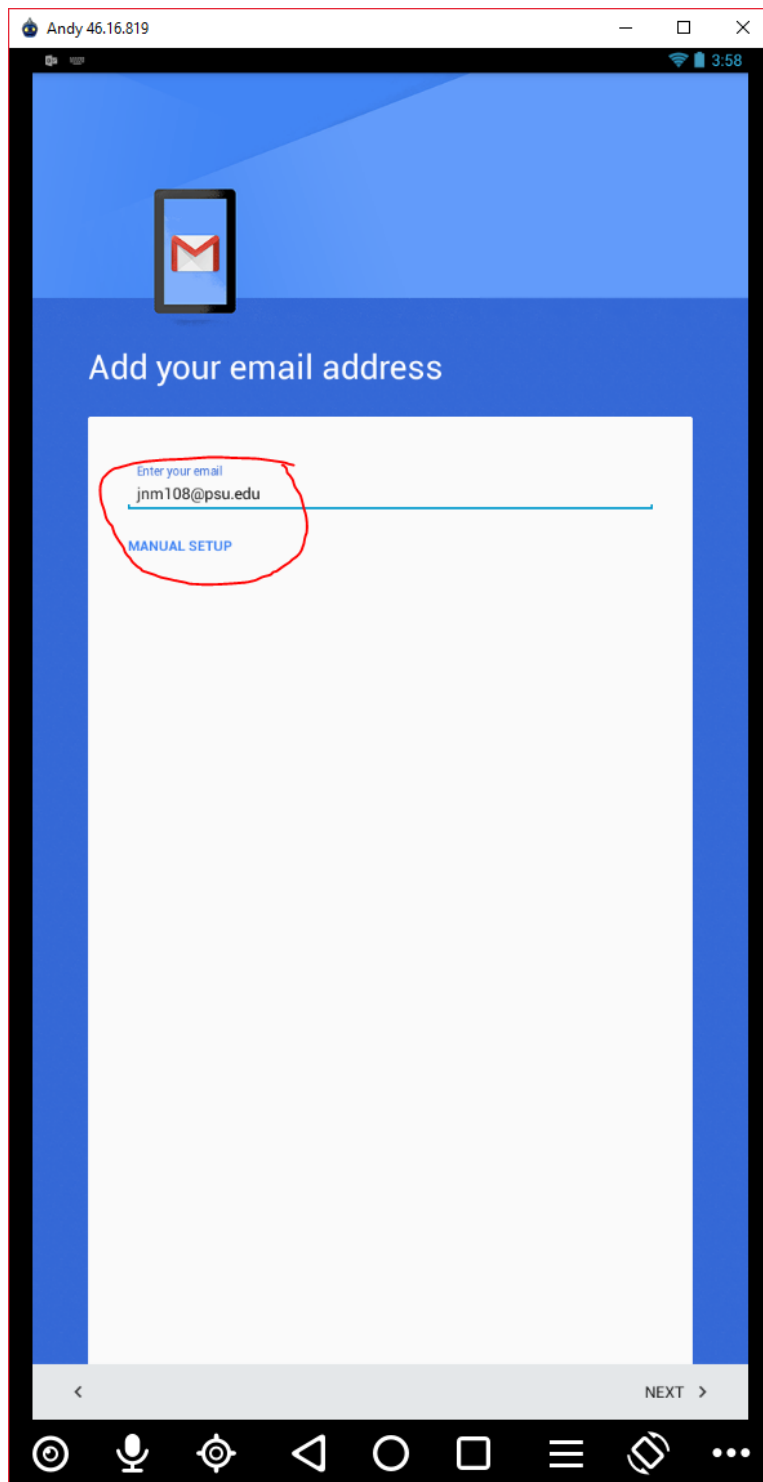 Andy 46.16.819
3:58
Add your email address
Enter your email
jnm108@psu.edu
MANUAL SETUP
NEXT